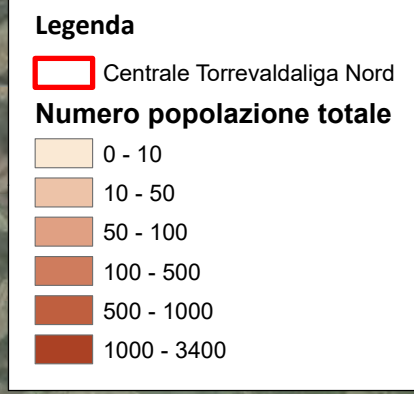 Legenda
Centrale Torrevaldaliga Nord
Numero popolazione totale
0 - 10
10 - 50
50 - 100
100 - 500
500 - 1000
1000 - 3400